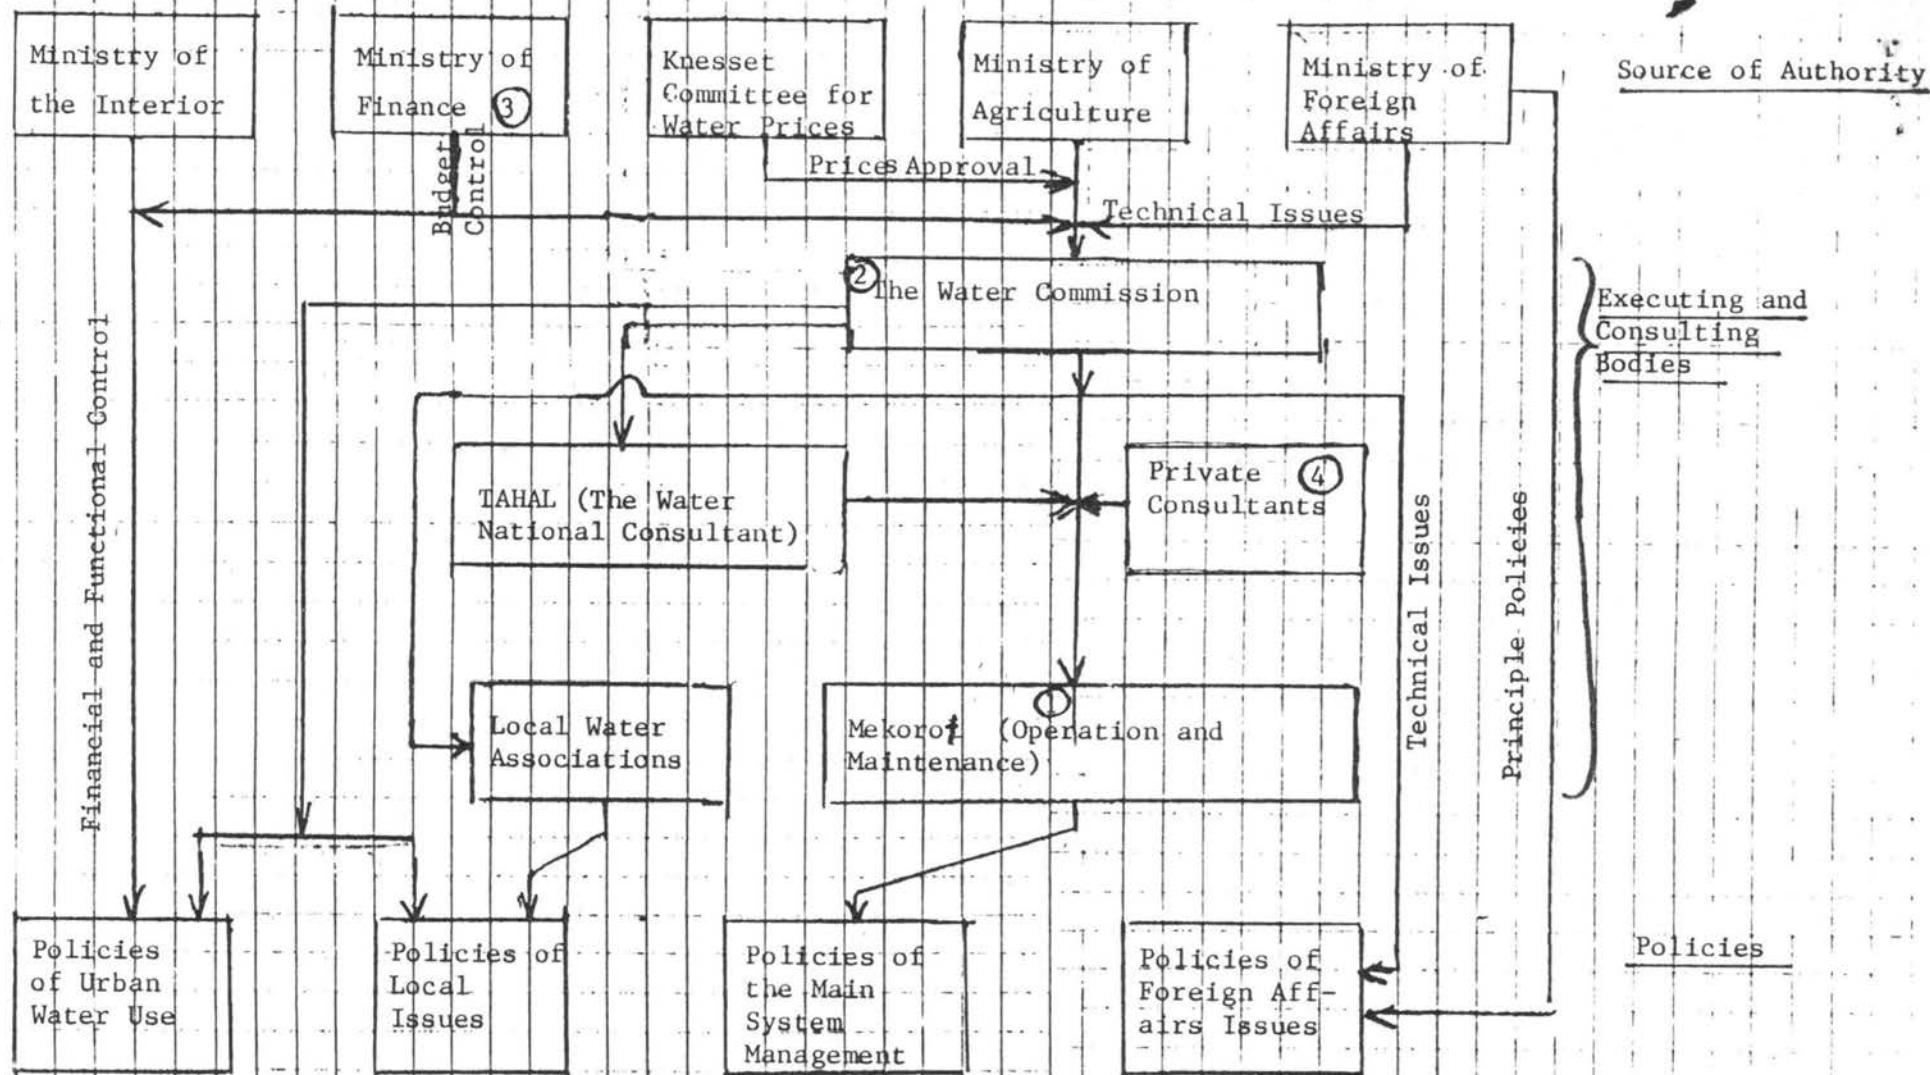 Ministry of
the Interior
Ministry of
Finance ③
Knesset
Committee for
Water Prices
Ministry of
Agriculture
Ministry of
Foreign
Affairs
Source of Authority
Prices Approval
Budget
Control
Technical Issues
②
The Water Commission
Executing and
Consulting
Bodies
Financial and Functional Control
TAHAL (The Water
National Consultant)
Private ④
Consultants
Technical Issues
Principle Policies
Local Water
Associations
①
Mekorot (Operation and
Maintenance)
Policies
of Urban
Water Use
Policies of
Local
Issues
Policies of
the Main
System
Management
Policies of
Foreign Aff-
airs Issues
Policies